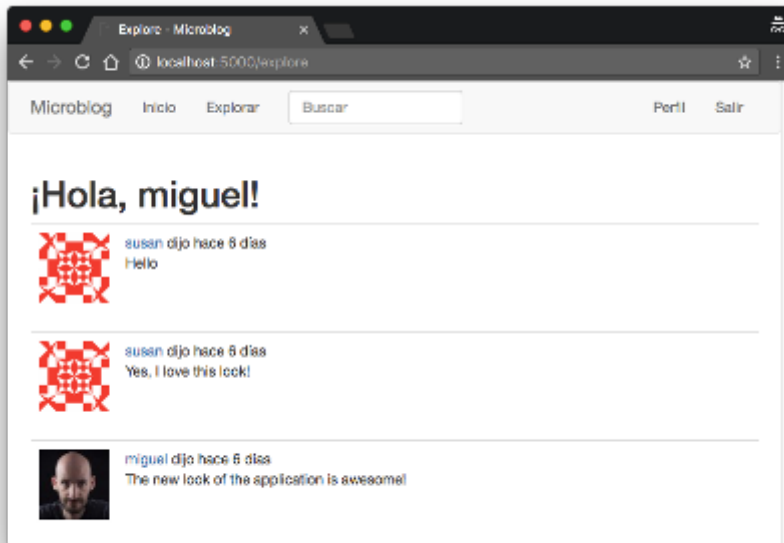 Explore - Microblog
localhost:5000/explore
Microblog Inicio Explorar Buscar Perfil Salir
¡Hola, miguel!
susan dijo hace 6 días
Hello
susan dijo hace 6 días
Yes, I love this look!
miguel dijo hace 6 días
The new look of the application is awesome!